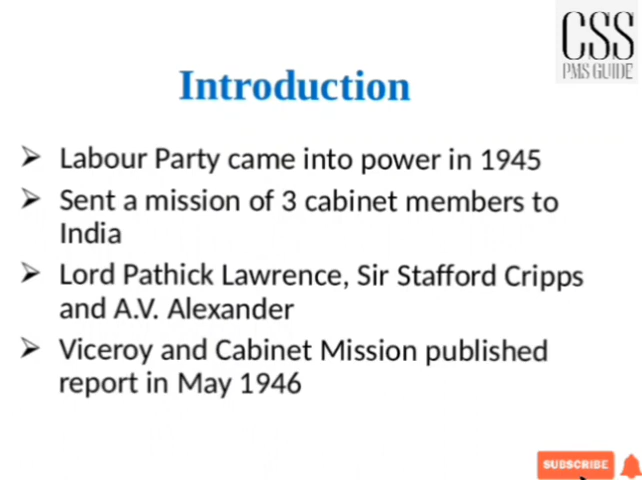 CSS
PMS GUIDE
Introduction
➢ Labour Party came into power in 1945
➢ Sent a mission of 3 cabinet members to
India
➢ Lord Pathick Lawrence, Sir Stafford Cripps
and A.V. Alexander
➢ Viceroy and Cabinet Mission published
report in May 1946
SUBSCRIBE